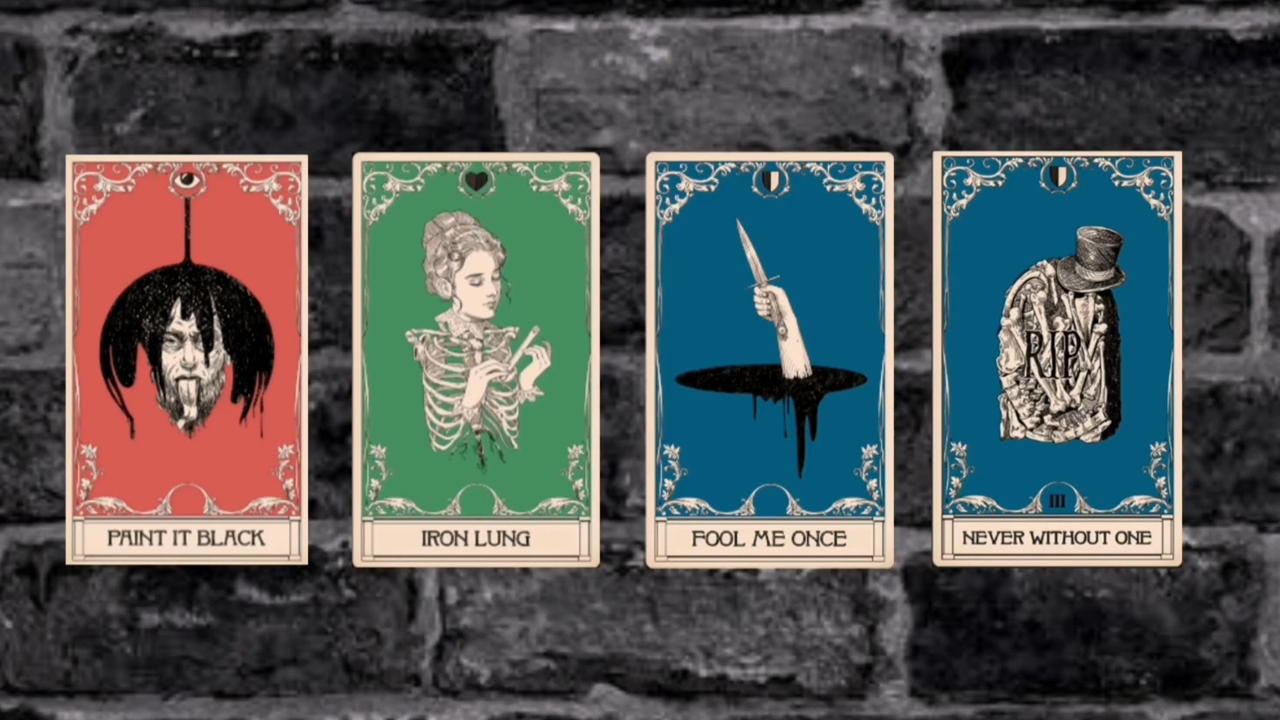 PAINT IT BLACK
IRON LUNG
FOOL ME ONCE
RIP
III
NEVER WITHOUT ONE